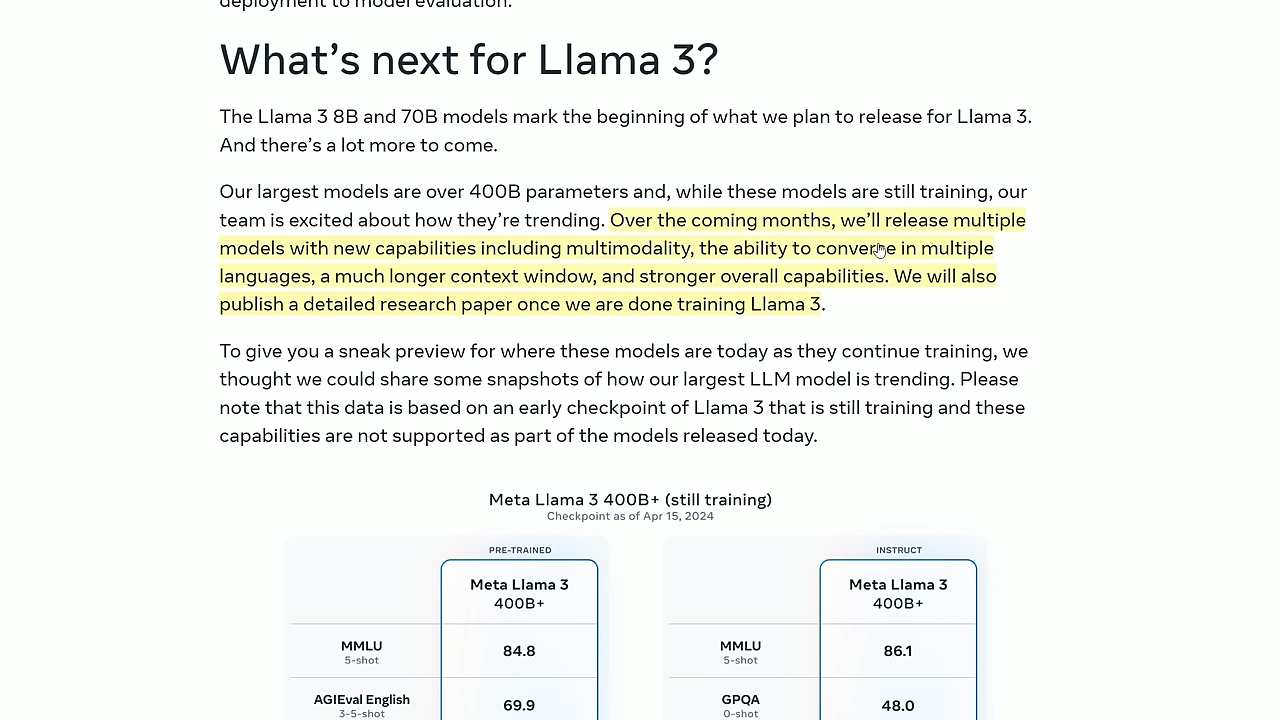 deployment to model evaluation.
What's next for Llama 3?
The Llama 3 8B and 70B models mark the beginning of what we plan to release for Llama 3.
And there's a lot more to come.
Our largest models are over 400B parameters and, while these models are still training, our
team is excited about how they're trending. Over the coming months, we'll release multiple
models with new capabilities including multimodality, the ability to converse in multiple
languages, a much longer context window, and stronger overall capabilities. We will also
publish a detailed research paper once we are done training Llama 3.
To give you a sneak preview for where these models are today as they continue training, we
thought we could share some snapshots of how our largest LLM model is trending. Please
note that this data is based on an early checkpoint of Llama 3 that is still training and these
capabilities are not supported as part of the models released today.
Meta Llama 3 400B+ (still training)
Checkpoint as of Apr 15, 2024
PRE-TRAINED
Meta Llama 3
400B+
MMLU
5-shot
84.8
AGIEval English
3-5-shot
69.9
INSTRUCT
Meta Llama 3
400B+
MMLU
5-shot
86.1
GPQA
0-shot
48.0